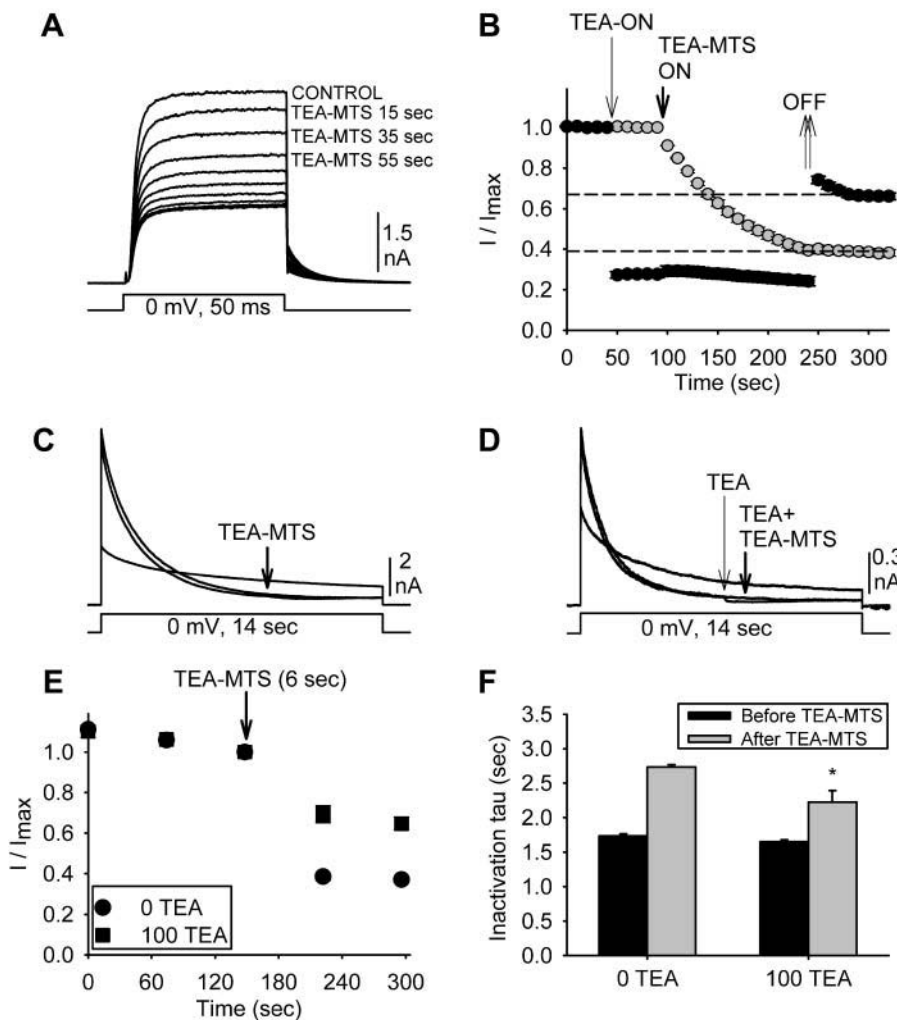 A
CONTROL
TEA-MTS 15 sec
TEA-MTS 35 sec
TEA-MTS 55 sec
1.5
nA
0 mV, 50 ms
B
TEA-ON
TEA-MTS
ON
OFF
I / Imax
1.0
0.8
0.6
0.4
0.2
0.0
0 50 100 150 200 250 300
Time (sec)
C
TEA-MTS
2
nA
0 mV, 14 sec
D
TEA
TEA+
TEA-MTS
0.3
nA
0 mV, 14 sec
E
TEA-MTS (6 sec)
I / Imax
1.0
0.8
0.6
0.4
0.2
0.0
0 TEA
100 TEA
0 60 120 180 240 300
Time (sec)
F
Before TEA-MTS
After TEA-MTS
Inactivation tau (sec)
3.5
3.0
2.5
2.0
1.5
1.0
0.5
0.0
*
0 TEA 100 TEA